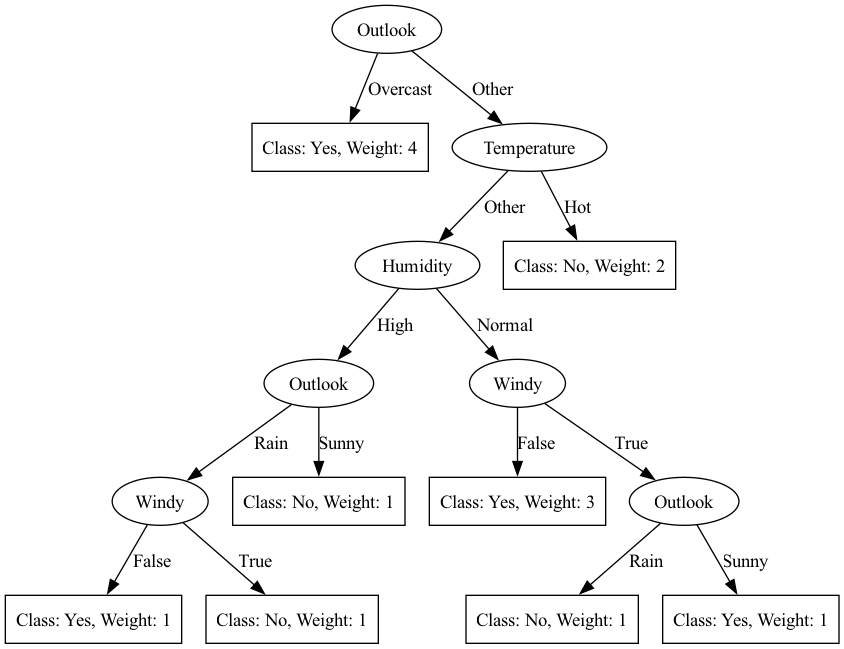 Outlook
Overcast
Other
Class: Yes, Weight: 4
Temperature
Other
Hot
Humidity
Class: No, Weight: 2
High
Normal
Outlook
Windy
Rain
Sunny
False
True
Windy
Class: No, Weight: 1
Class: Yes, Weight: 3
Outlook
False
True
Rain
Sunny
Class: Yes, Weight: 1
Class: No, Weight: 1
Class: No, Weight: 1
Class: Yes, Weight: 1